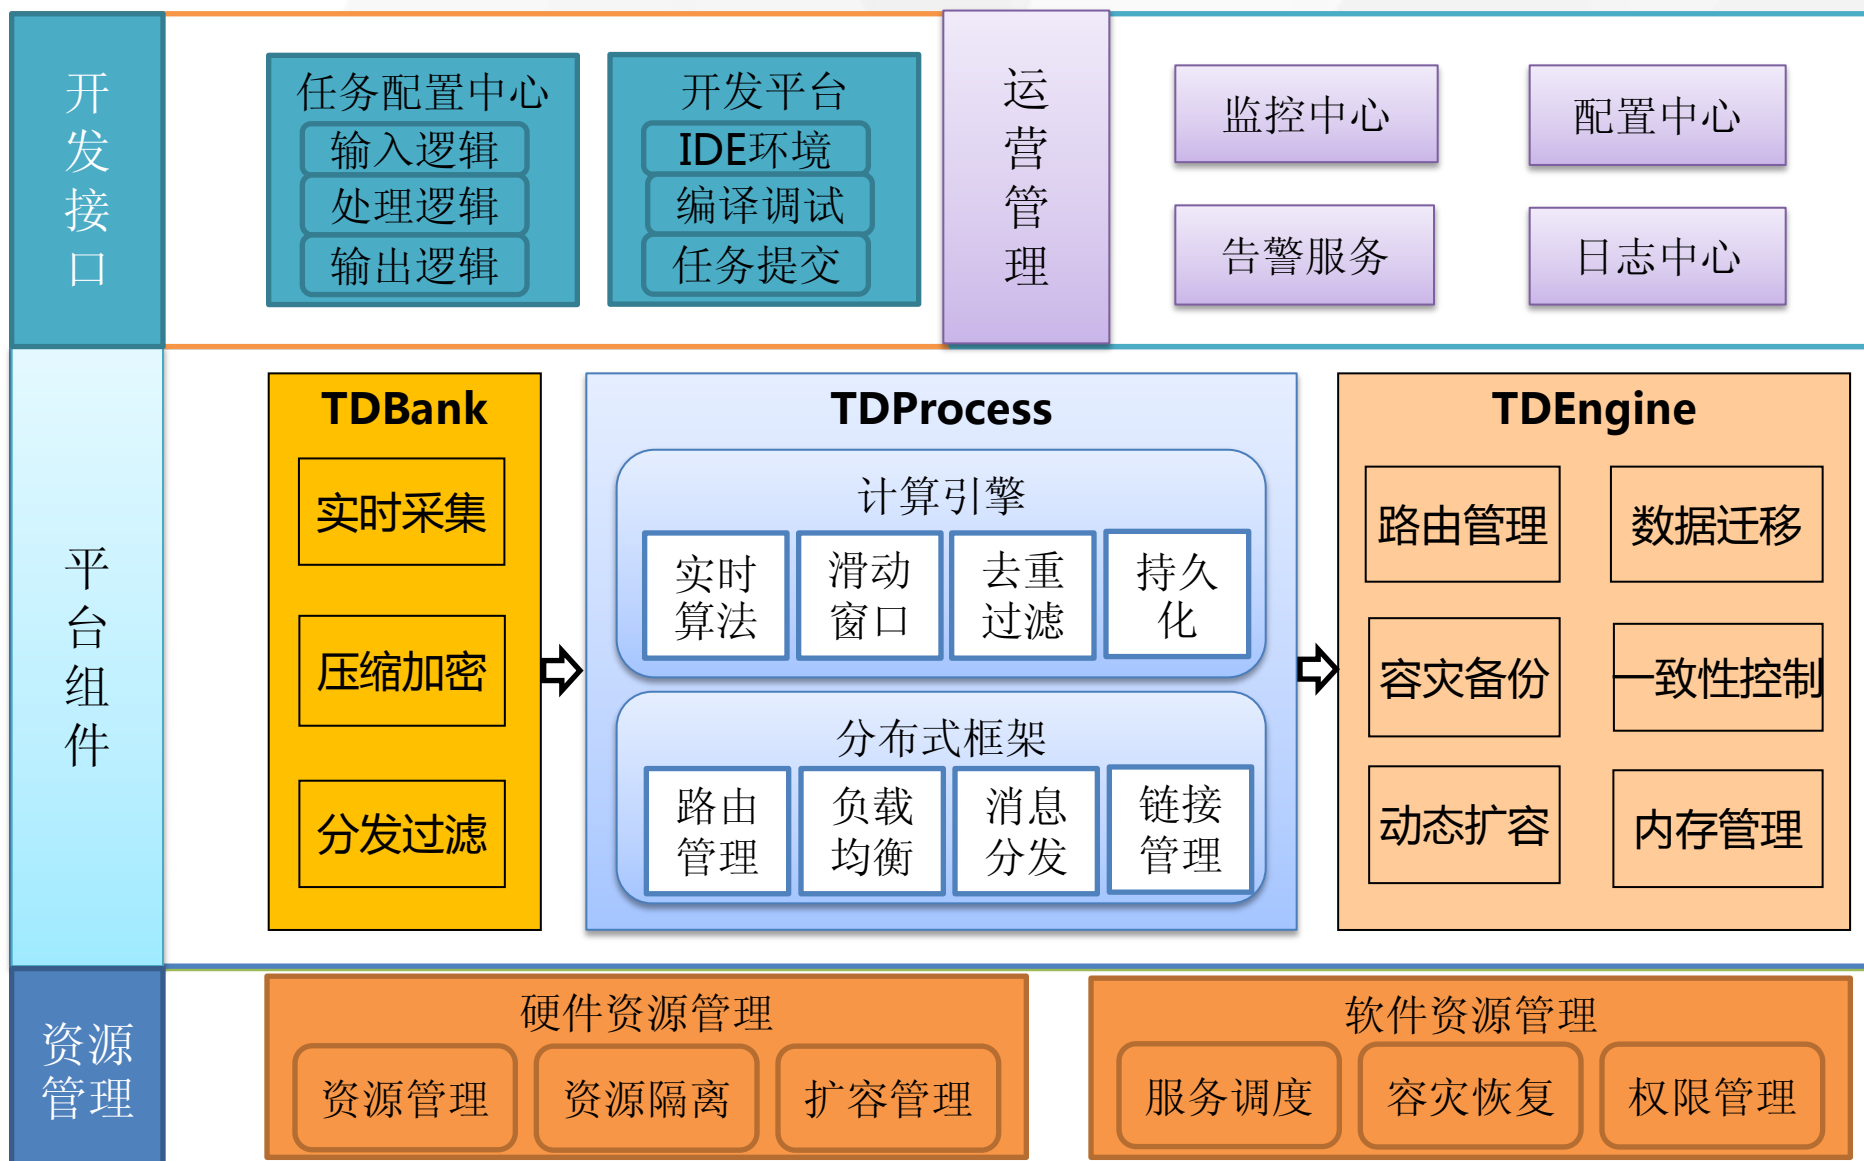 开
发
接
口
任务配置中心
输入逻辑
处理逻辑
输出逻辑
开发平台
IDE环境
编译调试
任务提交
运
营
管
理
监控中心
配置中心
告警服务
日志中心
平
台
组
件
TDBank
实时采集
压缩加密
分发过滤
TDProcess
计算引擎
实时
算法
滑动
窗口
去重
过滤
持久
化
分布式框架
路由
管理
负载
均衡
消息
分发
链接
管理
TDEngine
路由管理
数据迁移
容灾备份
一致性控制
动态扩容
内存管理
资源
管理
硬件资源管理
资源管理
资源隔离
扩容管理
软件资源管理
服务调度
容灾恢复
权限管理